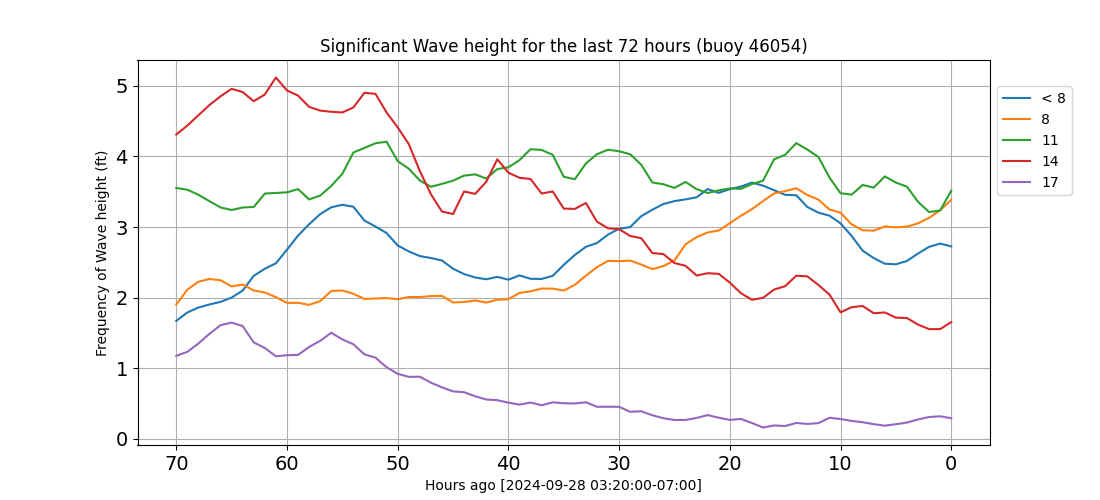 Significant Wave height for the last 72 hours (buoy 46054)
Frequency of Wave height (ft)
5
4
3
2
1
0
70 60 50 40 30 20 10 0
Hours ago [2024-09-28 03:20:00-07:00]
< 8
8
11
14
17